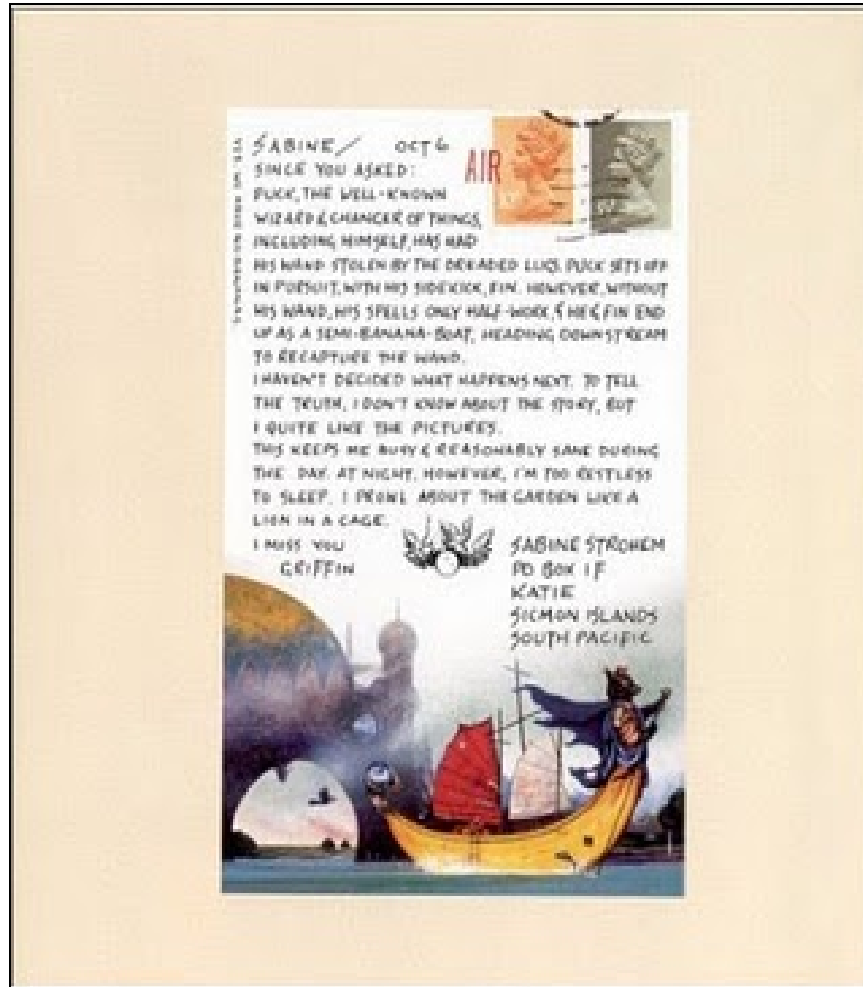 SABINE/ OCT 6
AIR
SINCE YOU ASKED:
PUCK, THE WELL-KNOWN
WIZARD & CHANGER OF THINGS,
INCLUDING HIMSELF, HAS HAD
HIS WAND STOLEN BY THE DREADED LUGS. PUCK SETS OFF
IN PURSUIT, WITH HIS SIDEKICK, FIN. HOWEVER, WITHOUT
HIS WAND, HIS SPELLS ONLY HALF-WORK, & HE & FIN END
UP AS A SEMI-BANANA-BOAT, HEADING DOWNSTREAM
TO RECAPTURE THE WAND.
I HAVEN'T DECIDED WHAT HAPPENS NEXT. TO TELL
THE TRUTH, I DON'T KNOW ABOUT THE STORY, BUT
I QUITE LIKE THE PICTURES.
THIS KEEPS ME BUSY & REASONABLY SANE DURING
THE DAY. AT NIGHT, HOWEVER, I'M TOO RESTLESS
TO SLEEP. I PROWL ABOUT THE GARDEN LIKE A
LION IN A CAGE.
I MISS YOU
GRIFFIN
SABINE STROHEM
PO BOX 1F
KATIE
SICMON ISLANDS
SOUTH PACIFIC